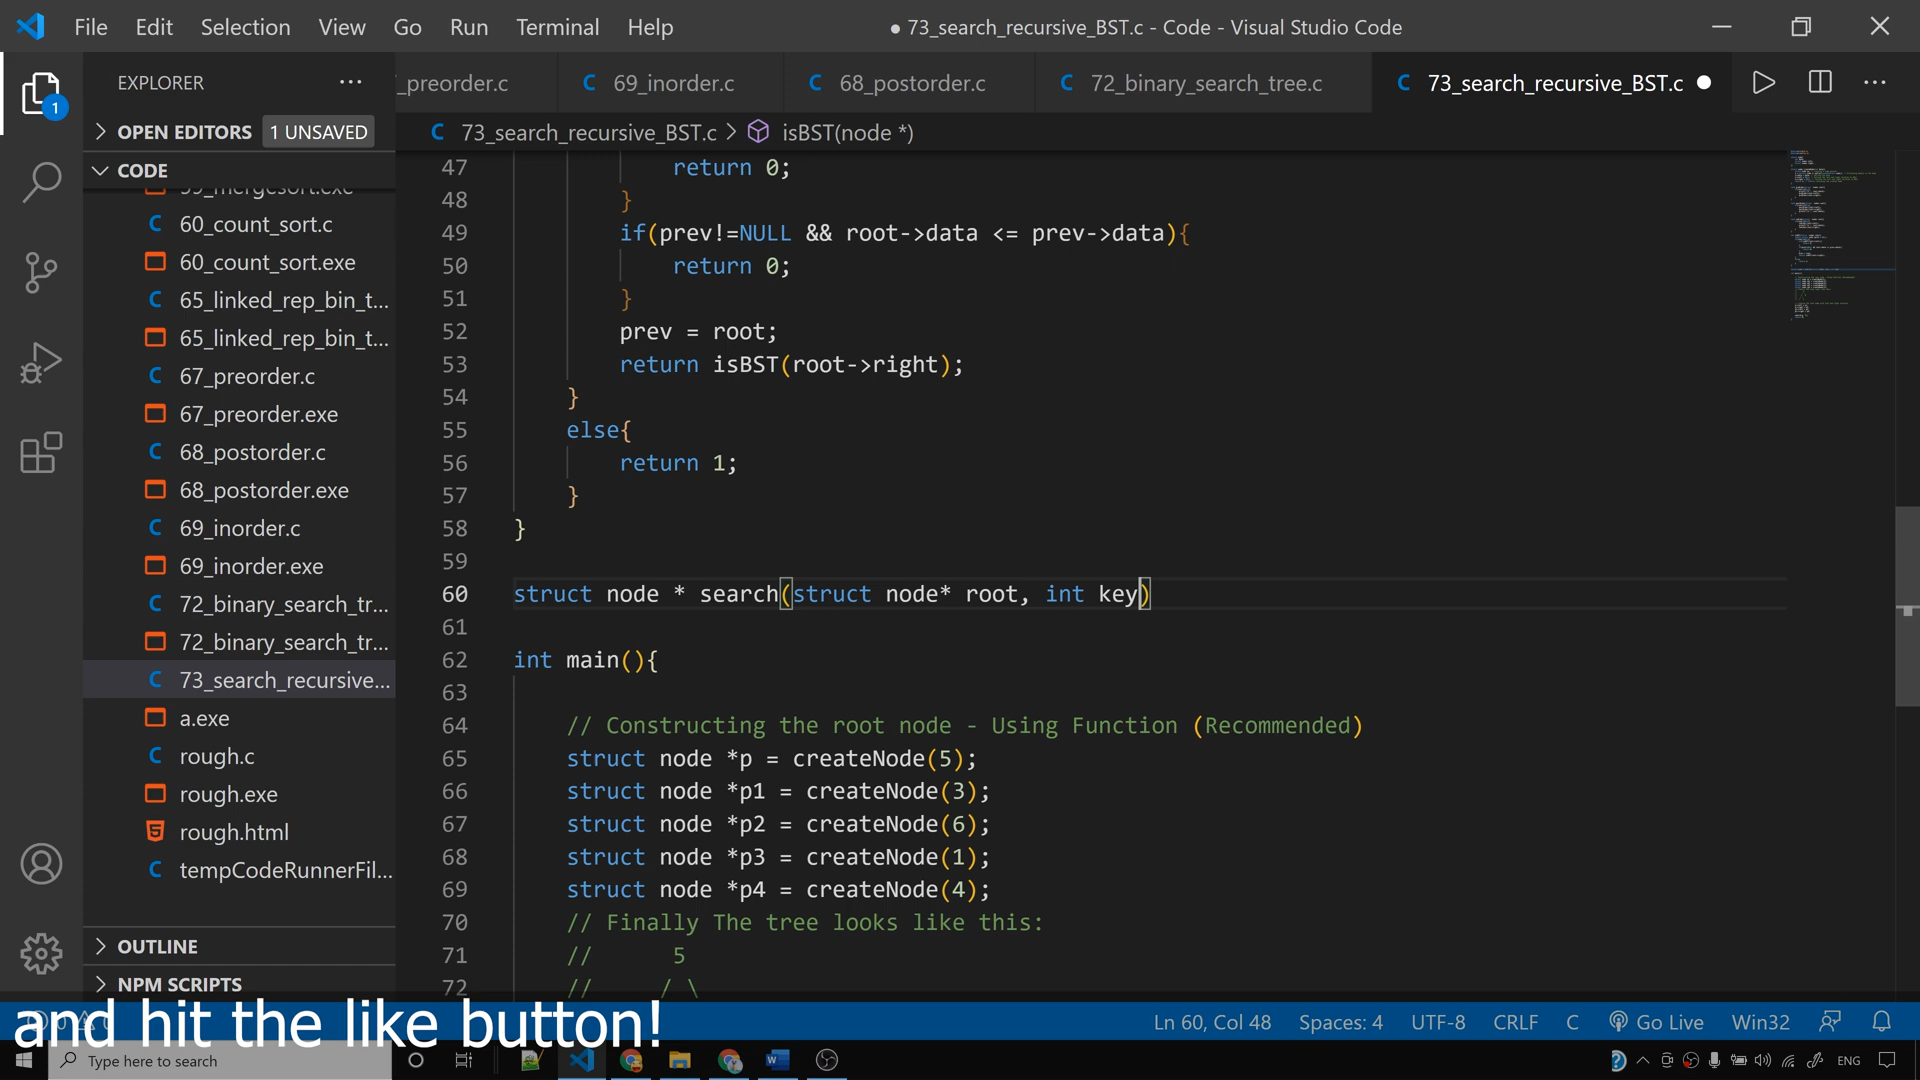 File Edit Selection View Go Run Terminal Help
● 73_search_recursive_BST.c - Code - Visual Studio Code
EXPLORER
_preorder.c 69_inorder.c 68_postorder.c 72_binary_search_tree.c 73_search_recursive_BST.c
1
OPEN EDITORS 1 UNSAVED
73_search_recursive_BST.c > isBST(node *)
CODE
59_mergesort.exe
60_count_sort.c
60_count_sort.exe
65_linked_rep_bin_t...
65_linked_rep_bin_t...
67_preorder.c
67_preorder.exe
68_postorder.c
68_postorder.exe
69_inorder.c
69_inorder.exe
72_binary_search_tr...
72_binary_search_tr...
73_search_recursive...
a.exe
rough.c
rough.exe
rough.html
tempCodeRunnerFil...
OUTLINE
NPM SCRIPTS
47 return 0;
48 }
49 if(prev!=NULL && root->data <= prev->data){
50 return 0;
51 }
52 prev = root;
53 return isBST(root->right);
54 }
55 else{
56 return 1;
57 }
58 }
59
60 struct node * search(struct node* root, int key)
61
62 int main(){
63
64 // Constructing the root node - Using Function (Recommended)
65 struct node *p = createNode(5);
66 struct node *p1 = createNode(3);
67 struct node *p2 = createNode(6);
68 struct node *p3 = createNode(1);
69 struct node *p4 = createNode(4);
70 // Finally The tree looks like this:
71 // 5
72 // / \
and hit the like button!
Ln 60, Col 48 Spaces: 4 UTF-8 CRLF C Go Live Win32
Type here to search
ENG